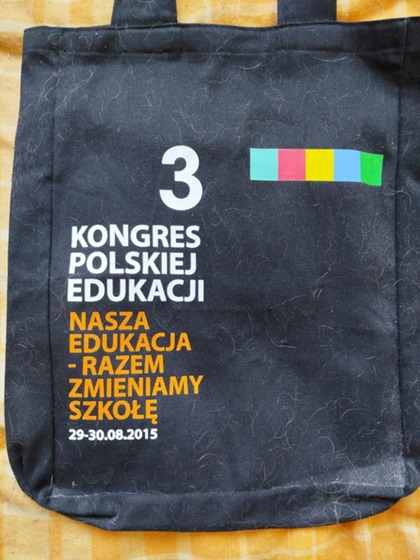 3
KONGRES
POLSKIEJ
EDUKACJI
NASZA
EDUKACJA
- RAZEM
ZMIENIAMY
SZKOŁĘ
29-30.08.2015